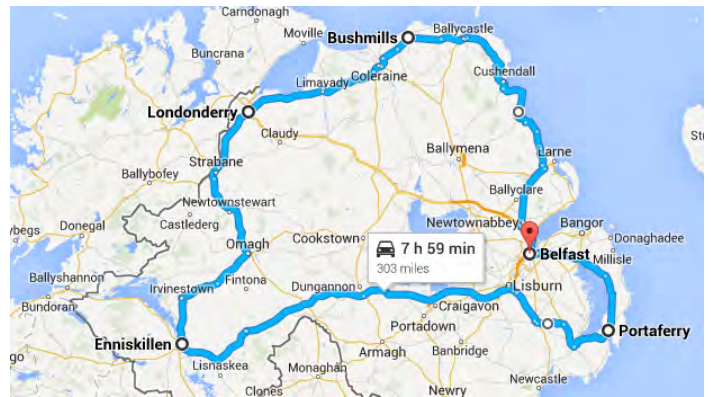 Carndonagh
Moville
Bushmills
Ballycastle
Buncrana
Cushendall
Coleraine
Limavady
Londonderry
Claudy
Ballymena
Larne
Strabane
Ballybofey
Ballyclare
Newtownstewart
Castlederg
Newtownabbey
Bangor
Donaghadee
Donegal
Omagh
Cookstown
7 h 59 min
303 miles
Belfast
Millisle
Ballyshannon
Irvinestown
Fintona
Dungannon
Lisburn
Bundoran
Craigavon
Portadown
Portaferry
Enniskillen
Armagh
Banbridge
Lisnaskea
Monaghan
Newcastle
Clones
Newry